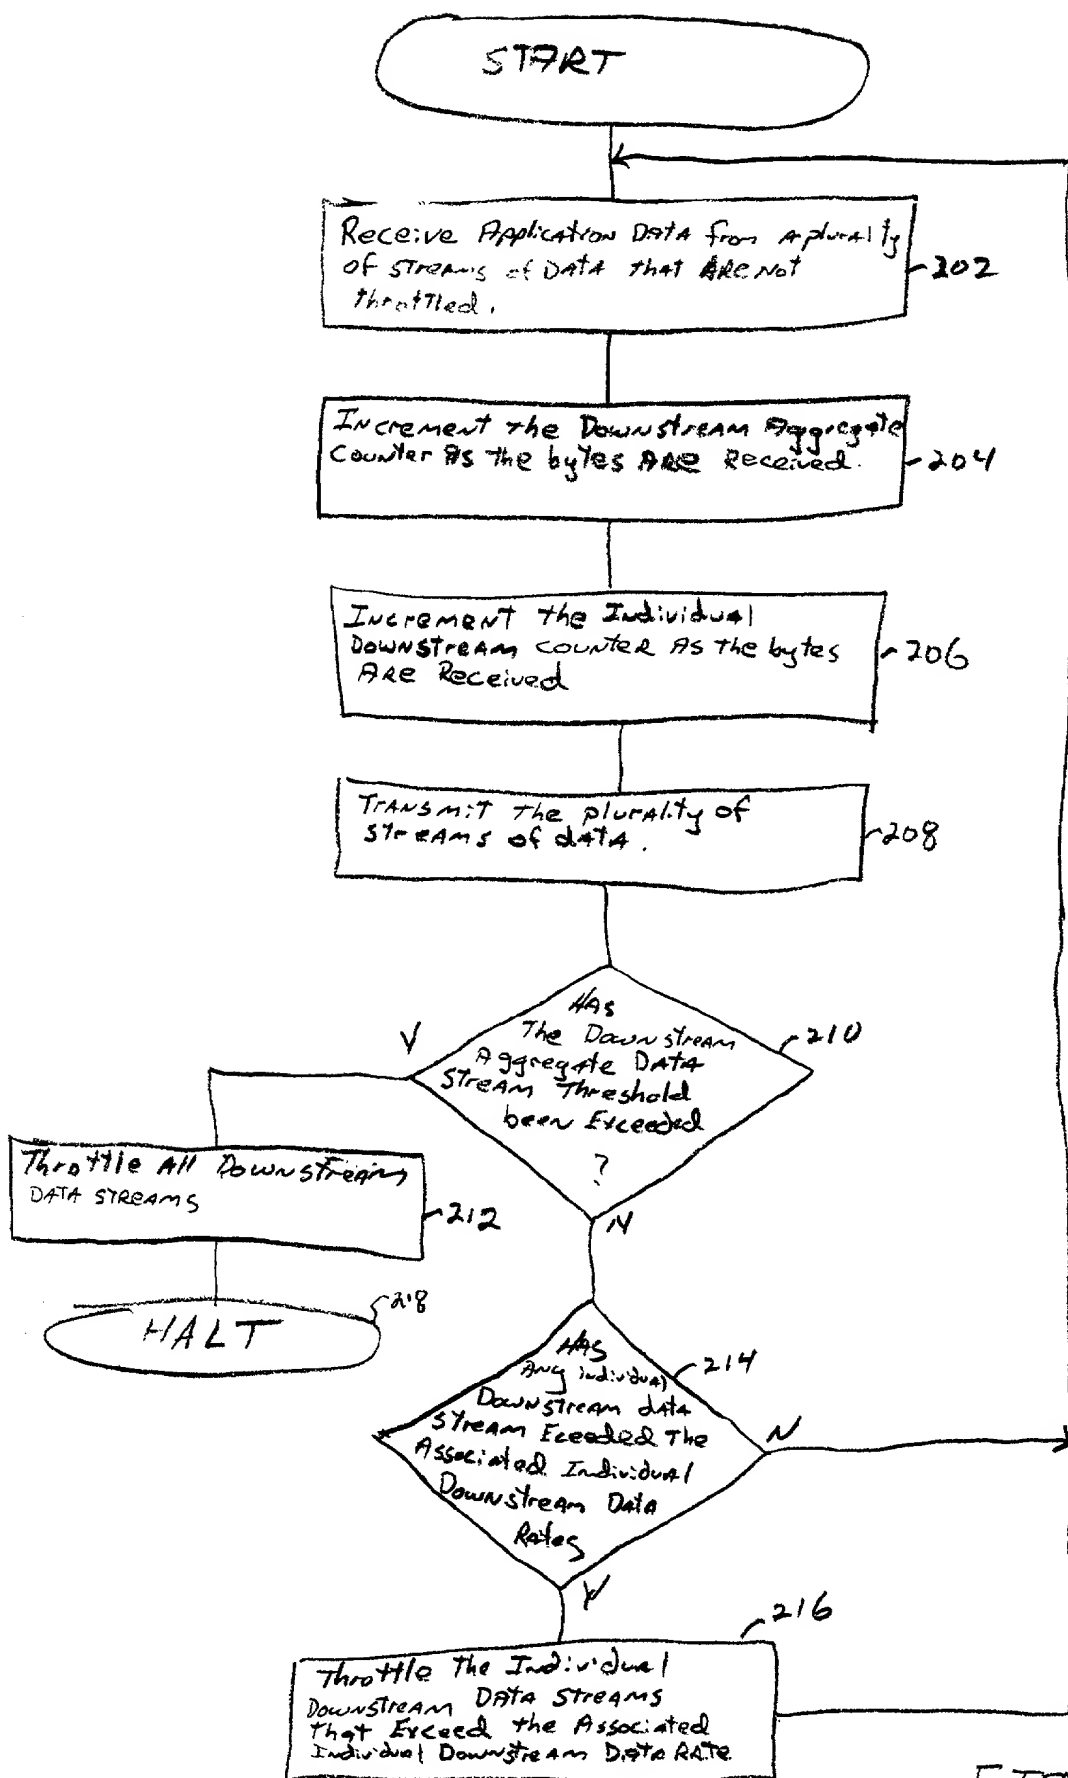 START
Receive Application Data from a plurality
of streams of Data that Are Not
throttled.
202
Increment the Downstream Aggregate
Counter As the bytes Are Received.
204
Increment the Individual
Downstream counter As the bytes
Are Received
206
Transmit the plurality of
streams of data.
208
Has
The Downstream
Aggregate Data
Stream Threshold
been Exceeded
?
210
Y
N
Throttle All Downstream
Data streams
212
HALT
218
Has
Any individual
Downstream data
stream Eceeded The
Associated Individual
Downstream Data
Rates
214
N
Y
216
Throttle the Individual
Downstream Data Streams
that Exceed the Associated
Individual Downstream Data Rate